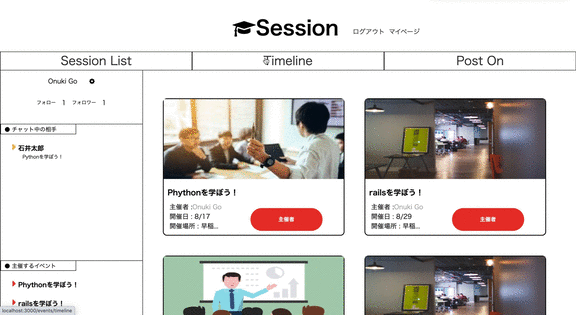 Session ログアウト マイページ
Session List Timeline Post On
Onuki Go
フォロー 1 フォロワー 1
● チャット中の相手
石井太郎
Pythonを学ぼう！
● 主催するイベント
Phythonを学ぼう！
railsを学ぼう！
localhost:3000/events/timeline
Phythonを学ぼう！
主催者 :Onuki Go
開催日 : 8/17
開催場所 : 早稲...
主催者
railsを学ぼう！
主催者 :Onuki Go
開催日 : 8/29
開催場所 : 早稲...
主催者